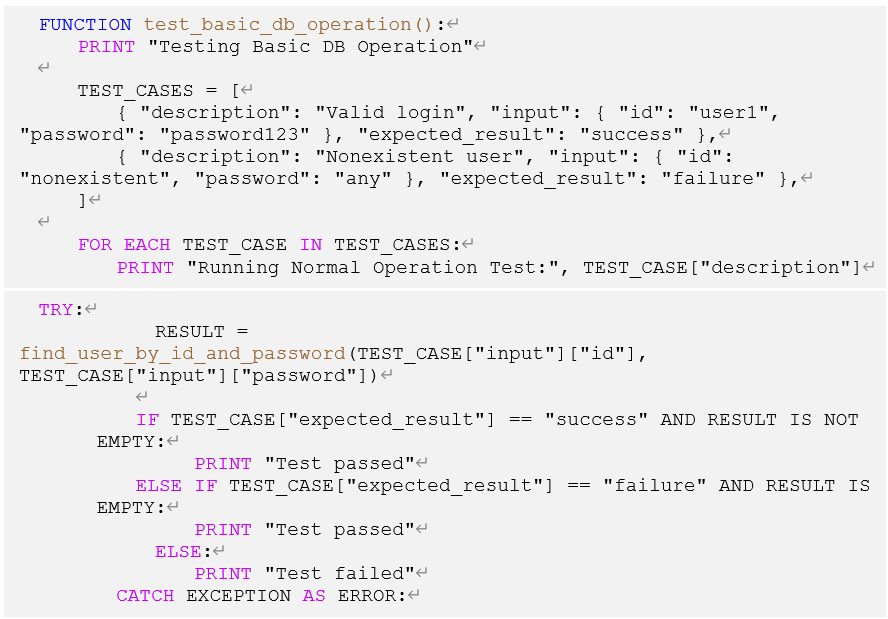 FUNCTION test_basic_db_operation():↵
PRINT "Testing Basic DB Operation"↵
↵
TEST_CASES = [↵
{ "description": "Valid login", "input": { "id": "user1",
"password": "password123" }, "expected_result": "success" },↵
{ "description": "Nonexistent user", "input": { "id":
"nonexistent", "password": "any" }, "expected_result": "failure" },↵
]↵
↵
FOR EACH TEST_CASE IN TEST_CASES:↵
PRINT "Running Normal Operation Test:", TEST_CASE["description"]↵
TRY:↵
RESULT =
find_user_by_id_and_password(TEST_CASE["input"]["id"],
TEST_CASE["input"]["password"])↵
↵
IF TEST_CASE["expected_result"] == "success" AND RESULT IS NOT
EMPTY:↵
PRINT "Test passed"↵
ELSE IF TEST_CASE["expected_result"] == "failure" AND RESULT IS
EMPTY:↵
PRINT "Test passed"↵
ELSE:↵
PRINT "Test failed"↵
CATCH EXCEPTION AS ERROR:↵